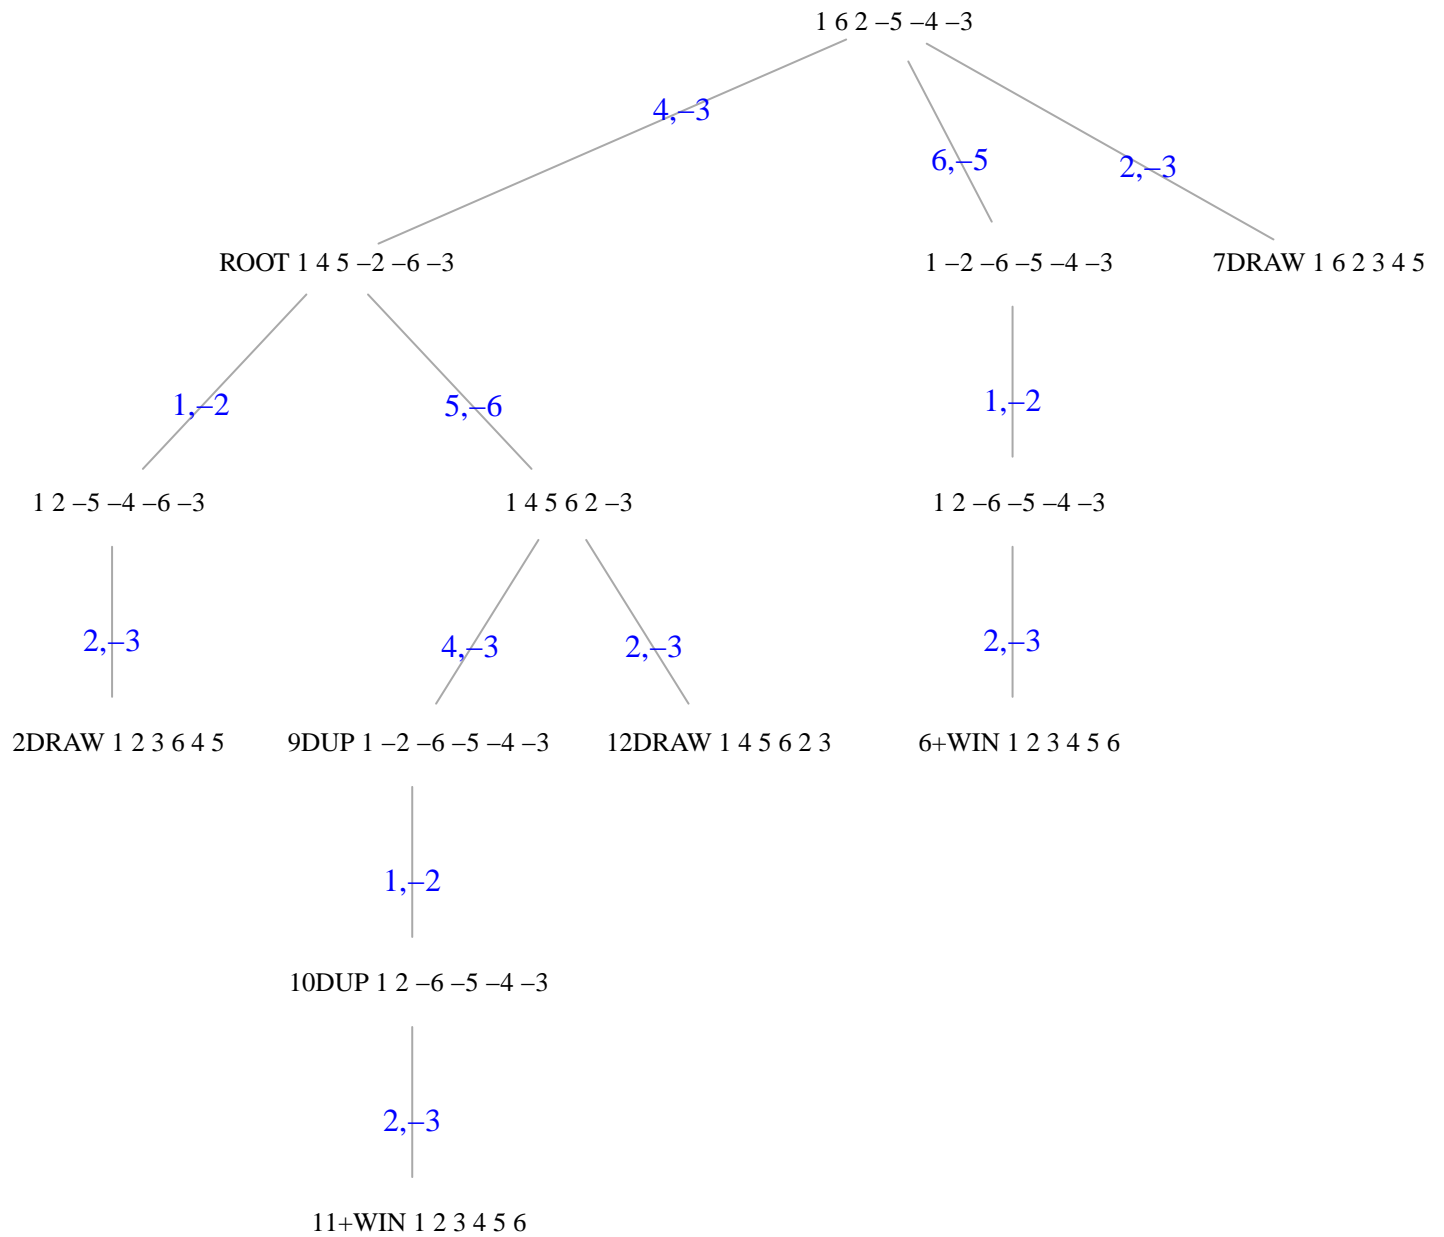 1 6 2 –5 –4 –3
4,–3
6,–5
2,–3
ROOT 1 4 5 –2 –6 –3
1 –2 –6 –5 –4 –3
7DRAW 1 6 2 3 4 5
1,–2
5,–6
1,–2
1 2 –5 –4 –6 –3
1 4 5 6 2 –3
1 2 –6 –5 –4 –3
2,–3
4,–3
2,–3
2,–3
2DRAW 1 2 3 6 4 5
9DUP 1 –2 –6 –5 –4 –3
12DRAW 1 4 5 6 2 3
6+WIN 1 2 3 4 5 6
1,–2
10DUP 1 2 –6 –5 –4 –3
2,–3
11+WIN 1 2 3 4 5 6